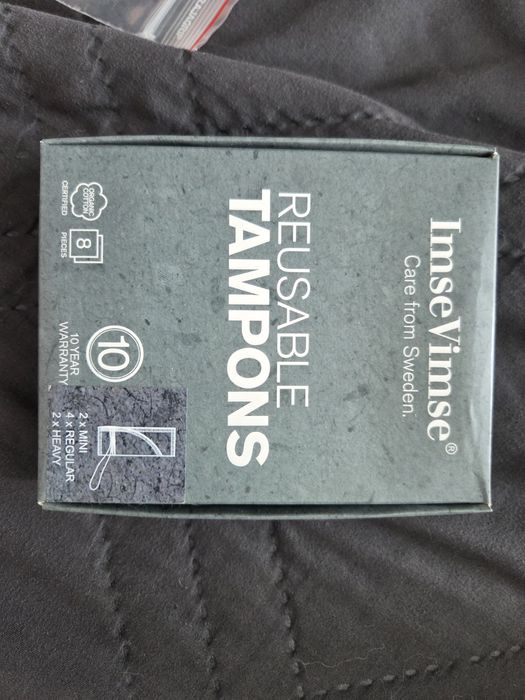 ImseVimse®
Care from Sweden.
REUSABLE
TAMPONS
ORGANIC
COTTON
CERTIFIED
8
PIECES
10
10 YEAR
WARRANTY
2 x MINI
4 x REGULAR
2 x HEAVY